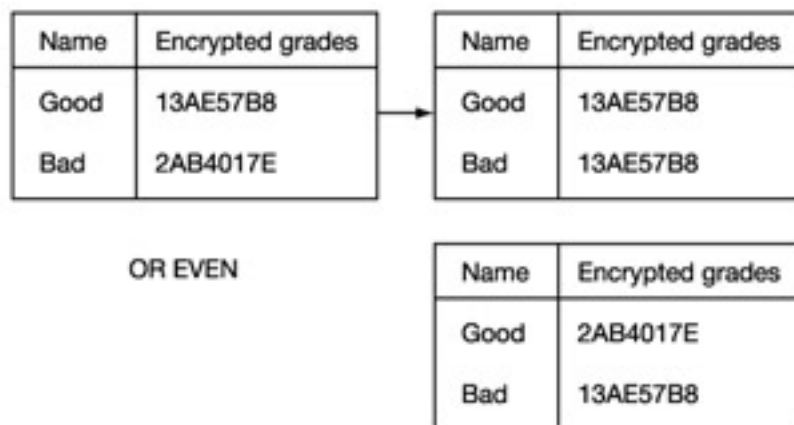 Name Encrypted grades
Good 13AE57B8
Bad 2AB4017E
Name Encrypted grades
Good 13AE57B8
Bad 13AE57B8
OR EVEN
Name Encrypted grades
Good 2AB4017E
Bad 13AE57B8